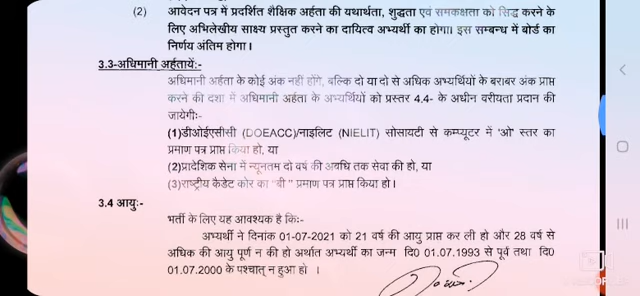 (2) आवेदन पत्र में प्रदर्शित शैक्षिक अर्हता की यथार्थता, शुद्धता एवं समकक्षता को सिद्ध करने के
लिए अभिलेखीय साक्ष्य प्रस्तुत करने का दायित्व अभ्यर्थी का होगा। इस सम्बन्ध में बोर्ड का
निर्णय अंतिम होगा।
3.3-अधिमानी अर्हतायें:-
अधिमानी अर्हता के कोई अंक नहीं होंगे, बल्कि दो या दो से अधिक अभ्यर्थियों के बराबर अंक प्राप्त
करने की दशा में अधिमानी अर्हता के अभ्यर्थियों को प्रस्तर 4.4- के अधीन वरीयता प्रदान की
जायेगीः-
(1)डीओईएसीसी (DOEACC)/नाइलिट (NIELIT) सोसायटी से कम्प्यूटर में 'ओ' स्तर का
प्रमाण पत्र प्राप्त किया हो, या
(2)प्रादेशिक सेना में न्यूनतम दो वर्ष की अवधि तक सेवा की हो, या
(3)राष्ट्रीय कैडेट कोर का "बी" प्रमाण पत्र प्राप्त किया हो।
3.4 आयुः-
भर्ती के लिए यह आवश्यक है किः-
अभ्यर्थी ने दिनांक 01-07-2021 को 21 वर्ष की आयु प्राप्त कर ली हो और 28 वर्ष से
अधिक की आयु पूर्ण न की हो अर्थात अभ्यर्थी का जन्म दि0 01.07.1993 से पूर्व तथा दि0
01.07.2000 के पश्चात् न हुआ हो ।